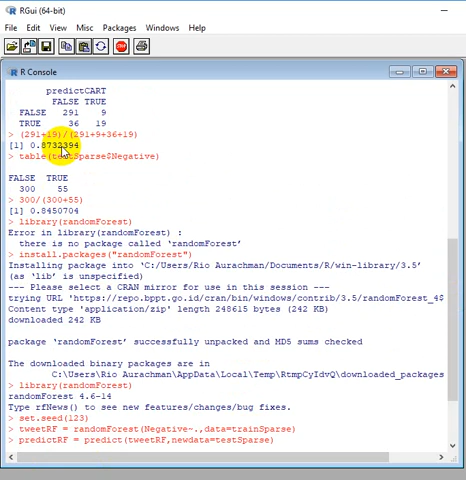 RGui (64-bit)
File Edit View Misc Packages Windows Help
STOP
R Console
predictCART
FALSE TRUE
FALSE 291 9
TRUE 36 19
> (291+19)/(291+9+36+19)
[1] 0.8732394
> table(testSparse$Negative)
FALSE TRUE
300 55
> 300/(300+55)
[1] 0.8450704
> library(randomForest)
Error in library(randomForest) :
there is no package called ‘randomForest’
> install.packages("randomForest")
Installing package into ‘C:/Users/Rio Aurachman/Documents/R/win-library/3.5’
(as ‘lib’ is unspecified)
--- Please select a CRAN mirror for use in this session ---
trying URL 'https://repo.bppt.go.id/cran/bin/windows/contrib/3.5/randomForest_4$
Content type 'application/zip' length 248615 bytes (242 KB)
downloaded 242 KB
package ‘randomForest’ successfully unpacked and MD5 sums checked
The downloaded binary packages are in
C:\Users\Rio Aurachman\AppData\Local\Temp\RtmpCyIdvQ\downloaded_packages
> library(randomForest)
randomForest 4.6-14
Type rfNews() to see new features/changes/bug fixes.
> set.seed(123)
> tweetRF = randomForest(Negative~.,data=trainSparse)
> predictRF = predict(tweetRF,newdata=testSparse)